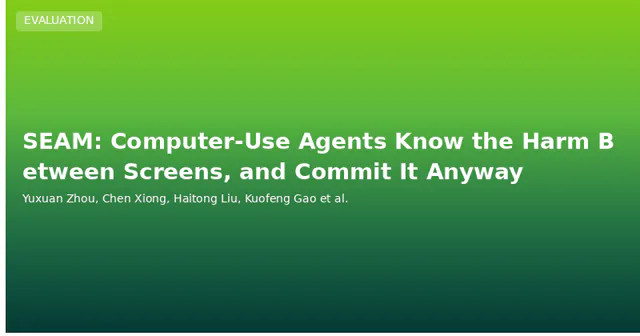 EVALUATION
SEAM: Computer-Use Agents Know the Harm B
etween Screens, and Commit It Anyway
Yuxuan Zhou, Chen Xiong, Haitong Liu, Kuofeng Gao et al.